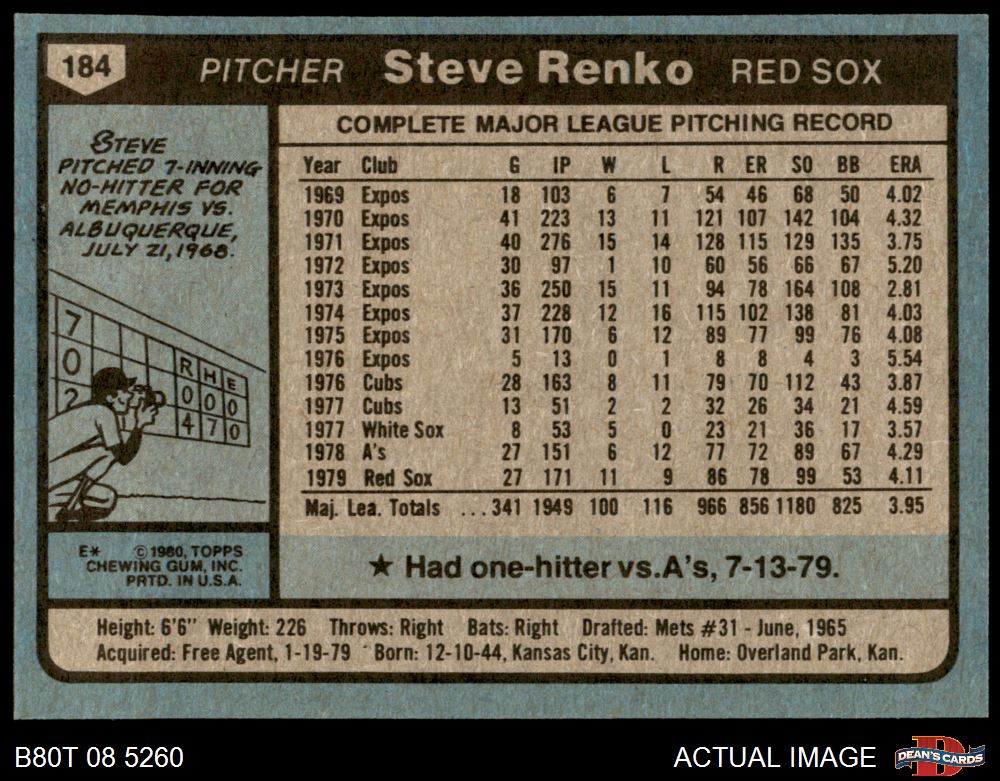 184 PITCHER Steve Renko RED SOX
STEVE
PITCHED 7-INNING
NO-HITTER FOR
MEMPHIS VS.
ALBUQUERQUE,
JULY 21, 1968.
7
0
2
R H E
0 0 0
4 7 0
E* ©1980, TOPPS
CHEWING GUM, INC.
PRTD. IN U.S.A.
COMPLETE MAJOR LEAGUE PITCHING RECORD
Year Club G IP W L R ER SO BB ERA
1969 Expos 18 103 6 7 54 46 68 50 4.02
1970 Expos 41 223 13 11 121 107 142 104 4.32
1971 Expos 40 276 15 14 128 115 129 135 3.75
1972 Expos 30 97 1 10 60 56 66 67 5.20
1973 Expos 36 250 15 11 94 78 164 108 2.81
1974 Expos 37 228 12 16 115 102 138 81 4.03
1975 Expos 31 170 6 12 89 77 99 76 4.08
1976 Expos 5 13 0 1 8 8 4 3 5.54
1976 Cubs 28 163 8 11 79 70 112 43 3.87
1977 Cubs 13 51 2 2 32 26 34 21 4.59
1977 White Sox 8 53 5 0 23 21 36 17 3.57
1978 A's 27 151 6 12 77 72 89 67 4.29
1979 Red Sox 27 171 11 9 86 78 99 53 4.11
Maj. Lea. Totals ...341 1949 100 116 966 856 1180 825 3.95
★ Had one-hitter vs. A's, 7-13-79.
Height: 6'6" Weight: 226 Throws: Right Bats: Right Drafted: Mets #31 - June, 1965
Acquired: Free Agent, 1-19-79 Born: 12-10-44, Kansas City, Kan. Home: Overland Park, Kan.
B80T 08 5260 ACTUAL IMAGE DEAN'S CARDS